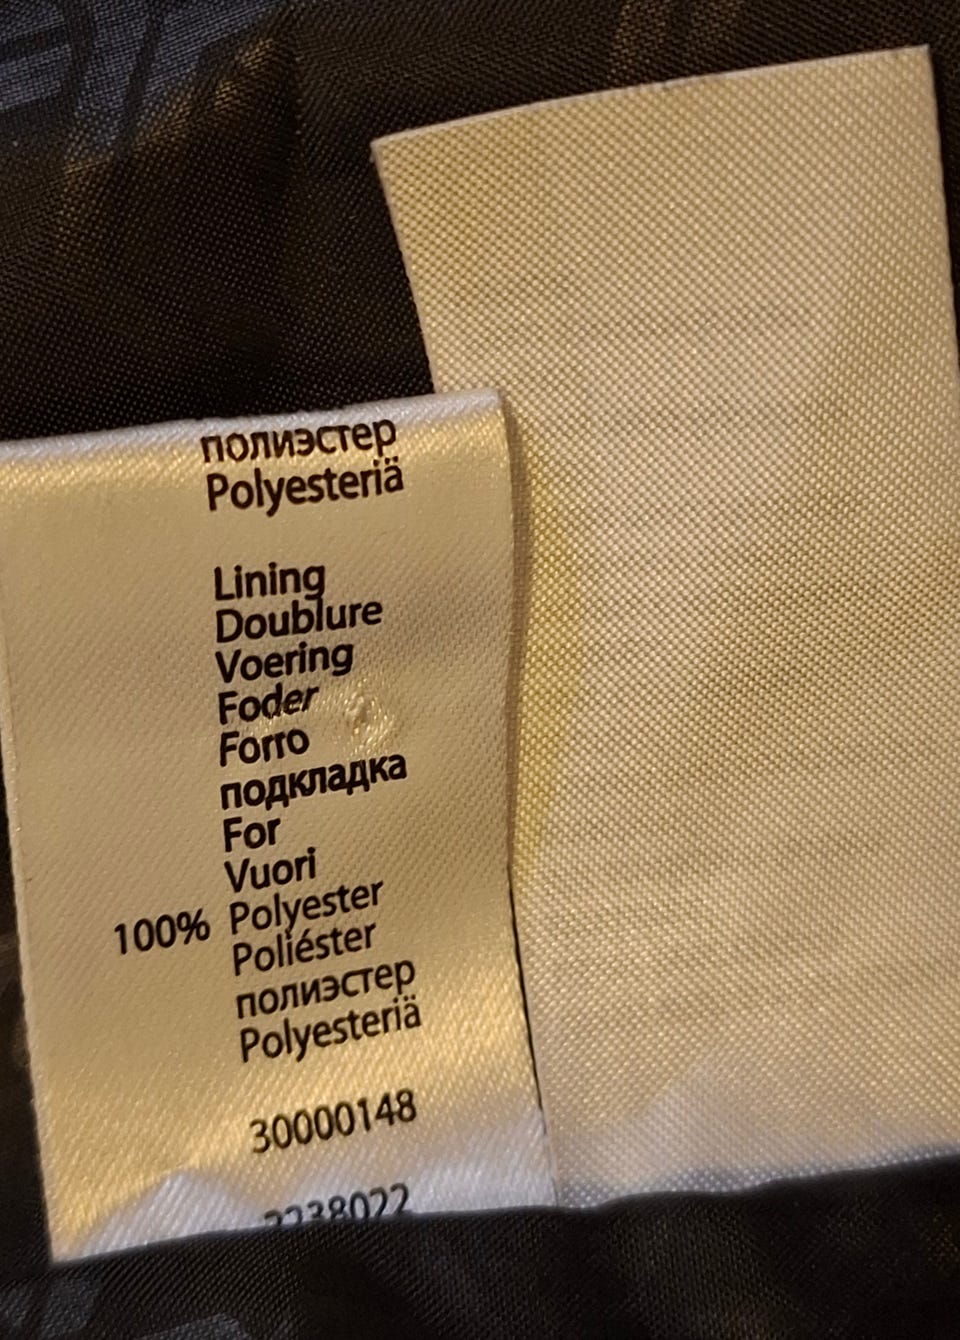 полиэстер
Polyesteriä
Lining
Doublure
Voering
Foder
Forro
подкладка
For
Vuori
100% Polyester
Poliéster
полиэстер
Polyesteriä
30000148